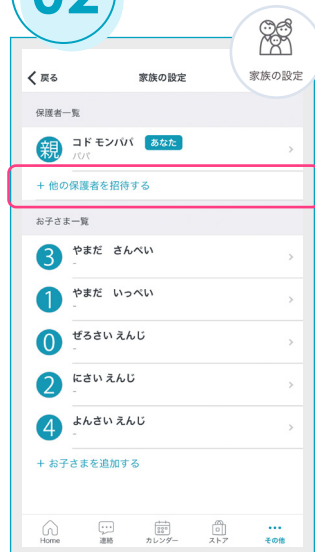 02
戻る
家族の設定
家族の設定
保護者一覧
親
コドモンパパ あなた
パパ
+ 他の保護者を招待する
お子さま一覧
3 やまだ さんぺい
-
1 やまだ いっぺい
-
0 ぜろさい えんじ
-
2 にさい えんじ
-
4 よんさい えんじ
-
+ お子さまを追加する
Home 連絡 カレンダー ストア その他